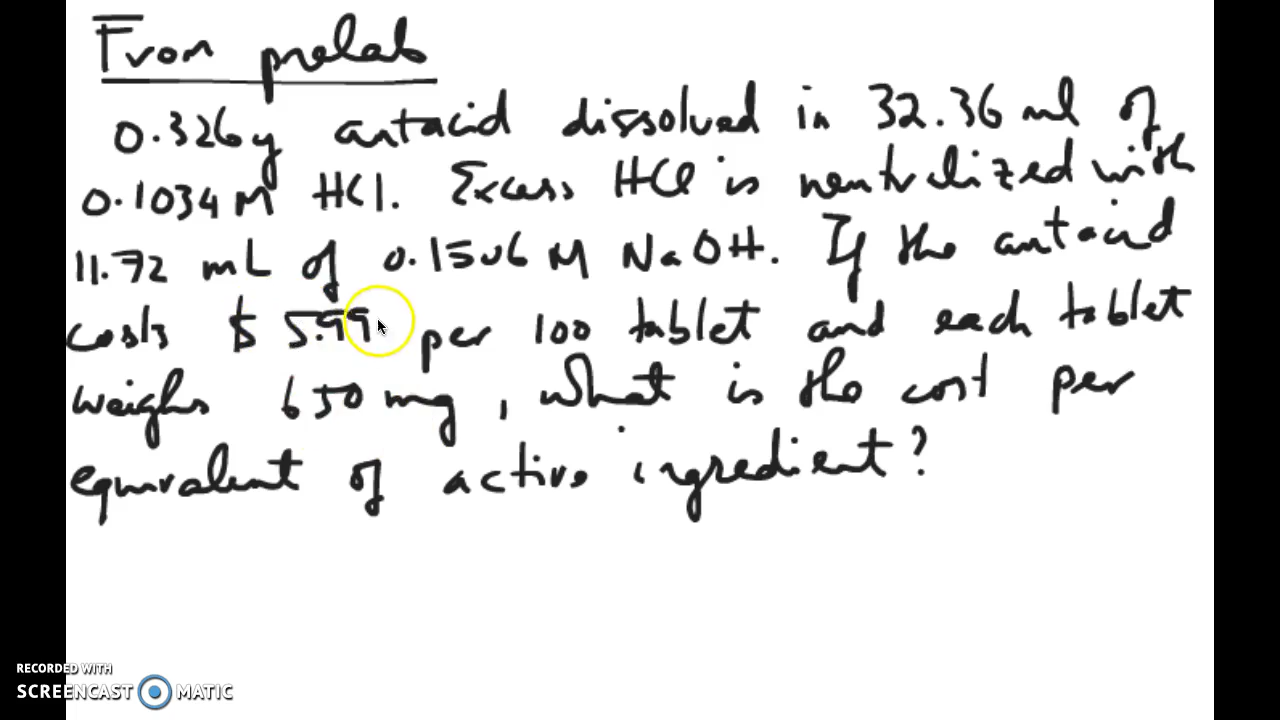 From prelab
0.326g antacid dissolved in 32.36 ml of
0.1034 M HCl. Excess HCl is neutralized with
11.72 mL of 0.1506 M NaOH. If the antacid
costs $ 5.99 per 100 tablet and each tablet
weighs 650 mg, what is the cost per
equivalent of active ingredient?
RECORDED WITH
SCREENCAST MATIC